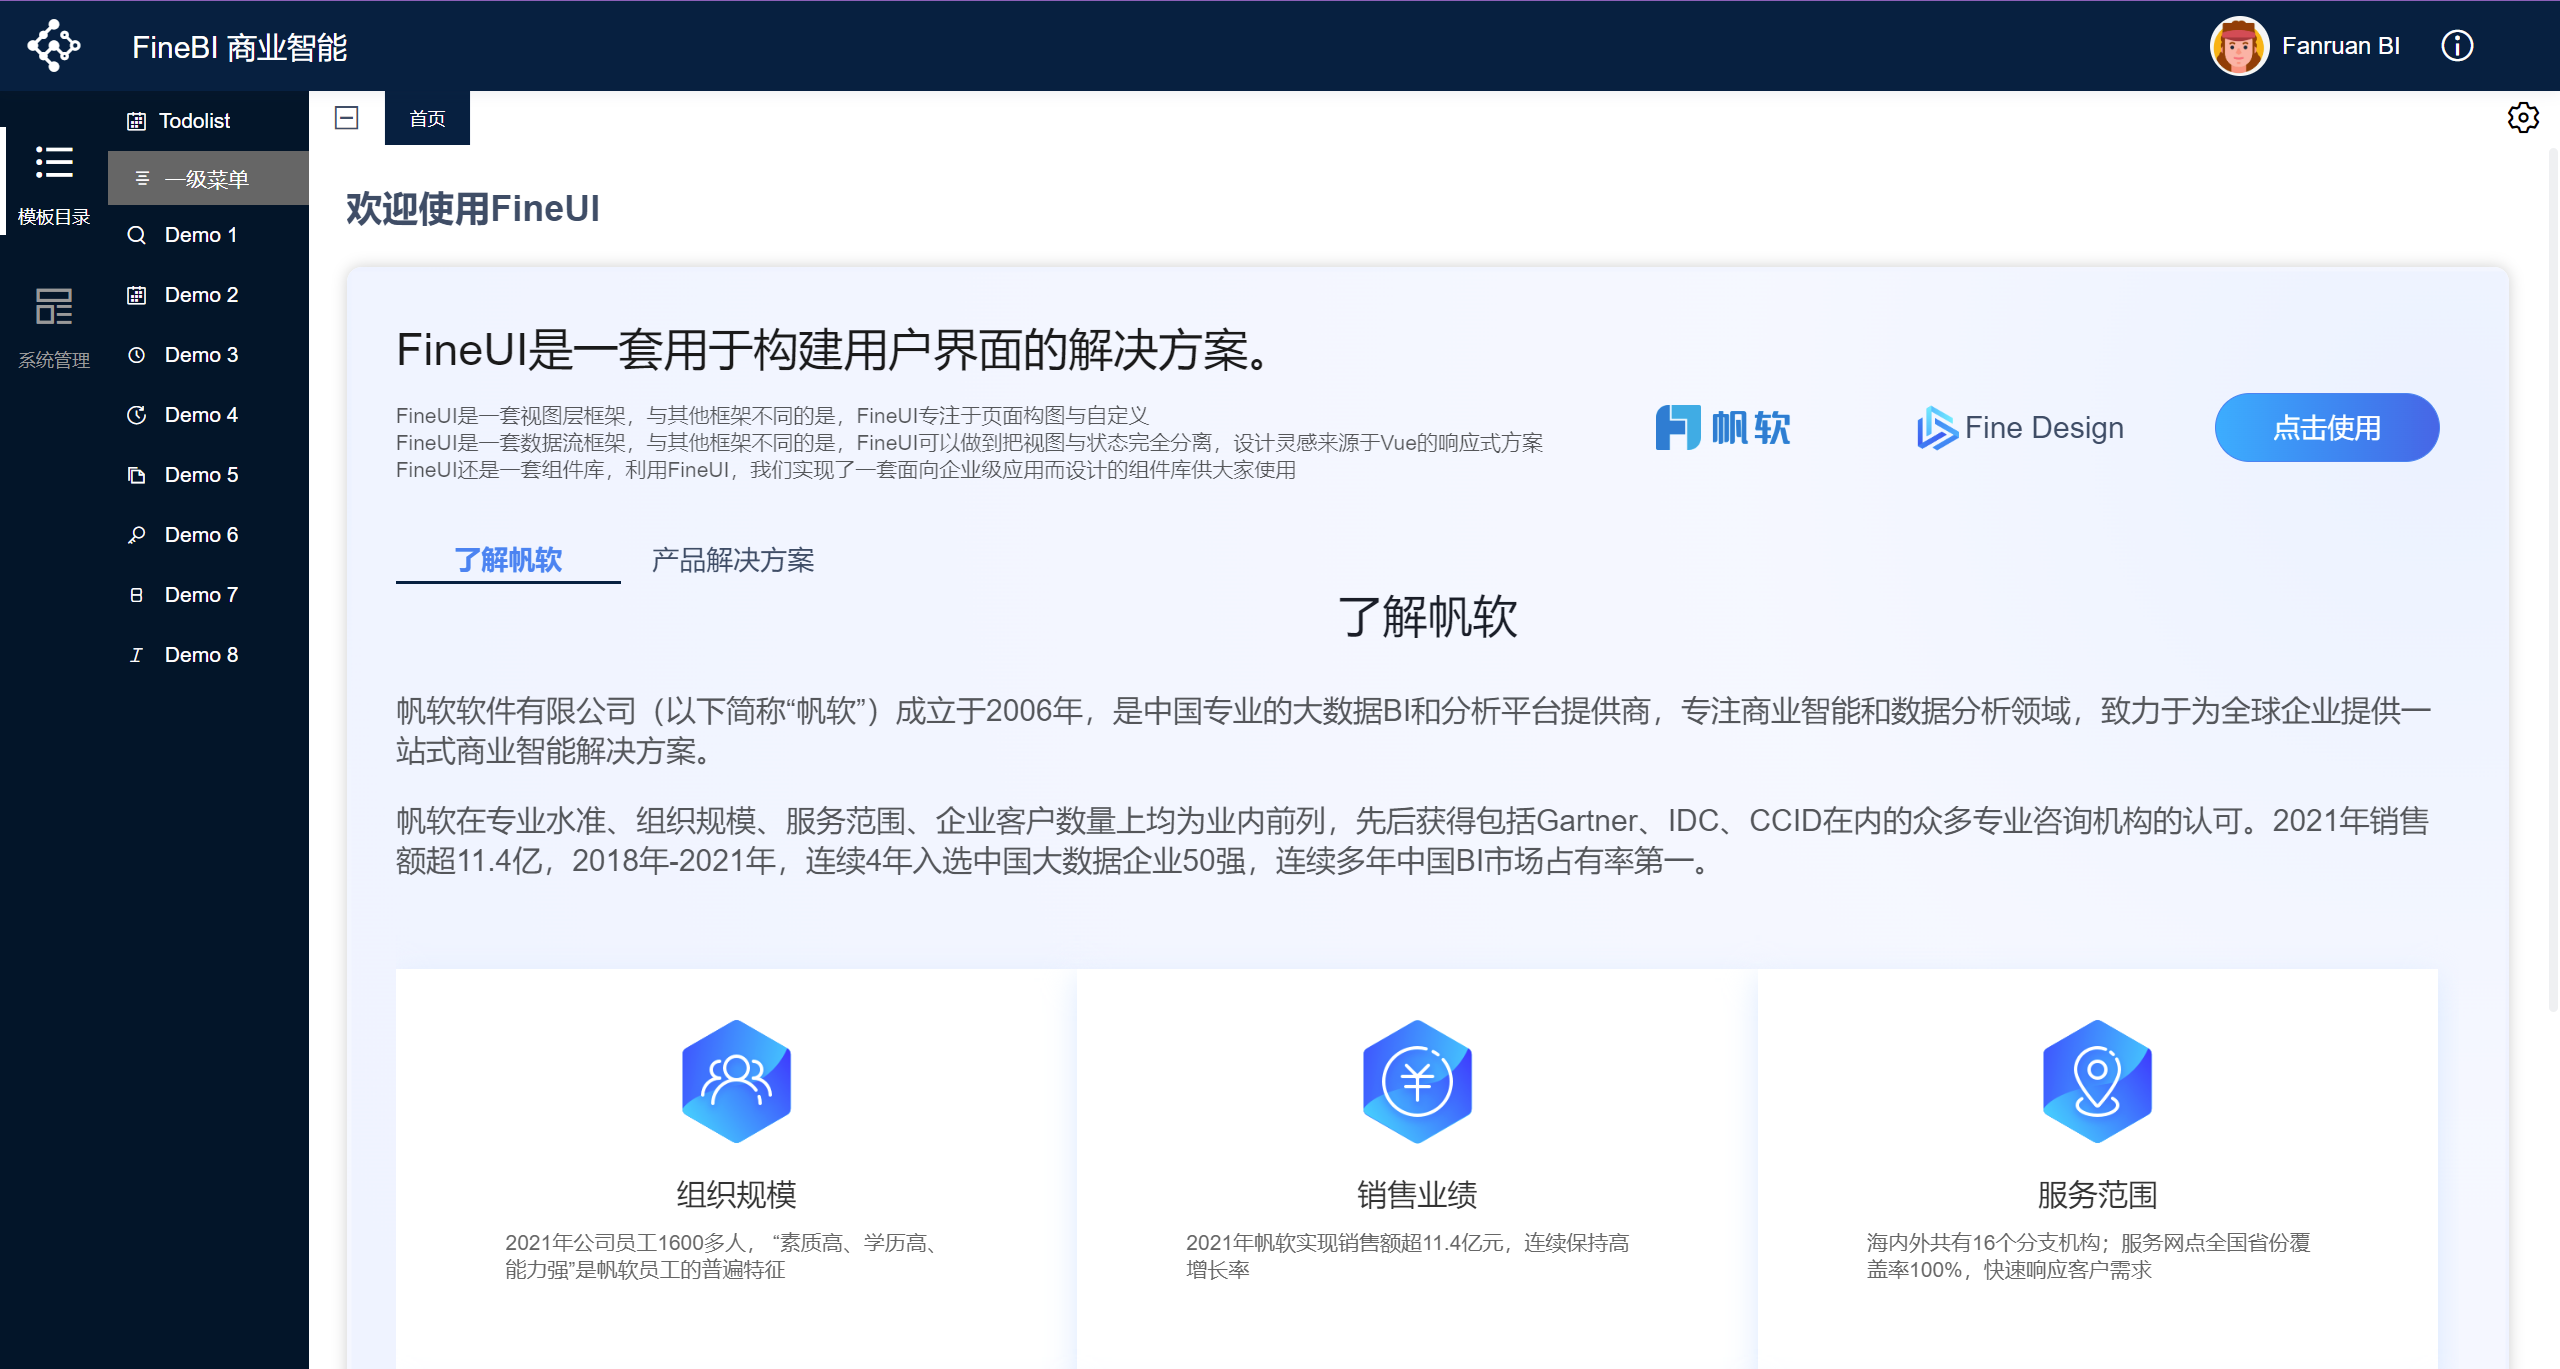 FineBI 商业智能
Fanruan BI
模板目录
系统管理
Todolist
一级菜单
Demo 1
Demo 2
Demo 3
Demo 4
Demo 5
Demo 6
Demo 7
Demo 8
首页
欢迎使用FineUI
FineUI是一套用于构建用户界面的解决方案。
FineUI是一套视图层框架，与其他框架不同的是，FineUI专注于页面构图与自定义
FineUI是一套数据流框架，与其他框架不同的是，FineUI可以做到把视图与状态完全分离，设计灵感来源于Vue的响应式方案
FineUI还是一套组件库，利用FineUI，我们实现了一套面向企业级应用而设计的组件库供大家使用
帆软
Fine Design
点击使用
了解帆软
产品解决方案
了解帆软
帆软软件有限公司（以下简称“帆软”）成立于2006年，是中国专业的大数据BI和分析平台提供商，专注商业智能和数据分析领域，致力于为全球企业提供一
站式商业智能解决方案。
帆软在专业水准、组织规模、服务范围、企业客户数量上均为业内前列，先后获得包括Gartner、IDC、CCID在内的众多专业咨询机构的认可。2021年销售
额超11.4亿，2018年-2021年，连续4年入选中国大数据企业50强，连续多年中国BI市场占有率第一。
组织规模
2021年公司员工1600多人， “素质高、学历高、
能力强”是帆软员工的普遍特征
销售业绩
2021年帆软实现销售额超11.4亿元，连续保持高
增长率
服务范围
海内外共有16个分支机构；服务网点全国省份覆
盖率100%，快速响应客户需求